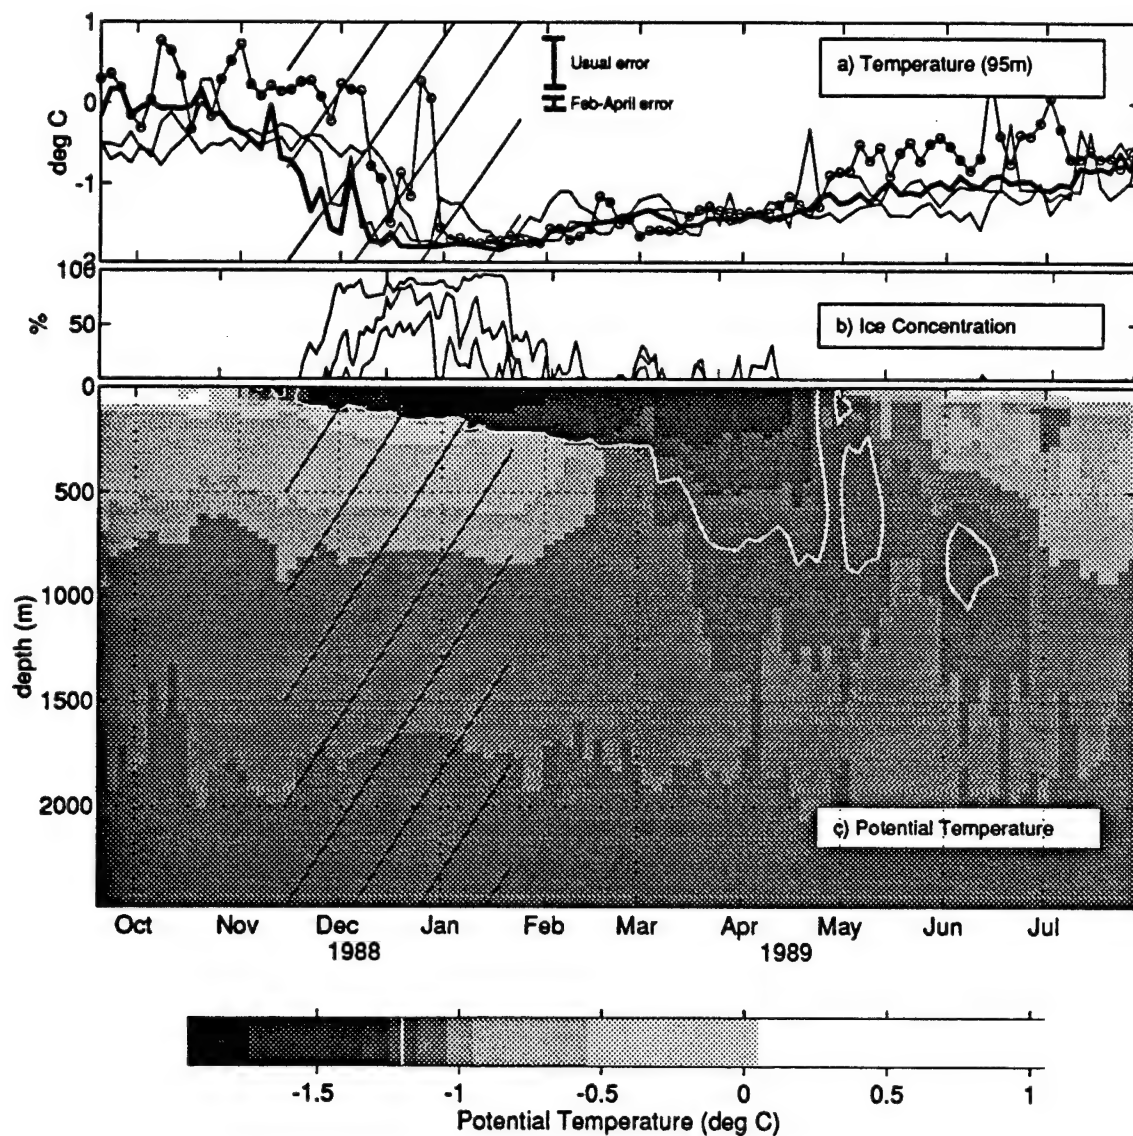 1
0
-1
-2
deg C
Usual error
Feb-April error
a) Temperature (95m)
100
50
0
%
b) Ice Concentration
500
1000
1500
2000
depth (m)
c) Potential Temperature
Oct Nov Dec Jan Feb Mar Apr May Jun Jul
1988 1989
-1.5 -1 -0.5 0 0.5 1
Potential Temperature (deg C)